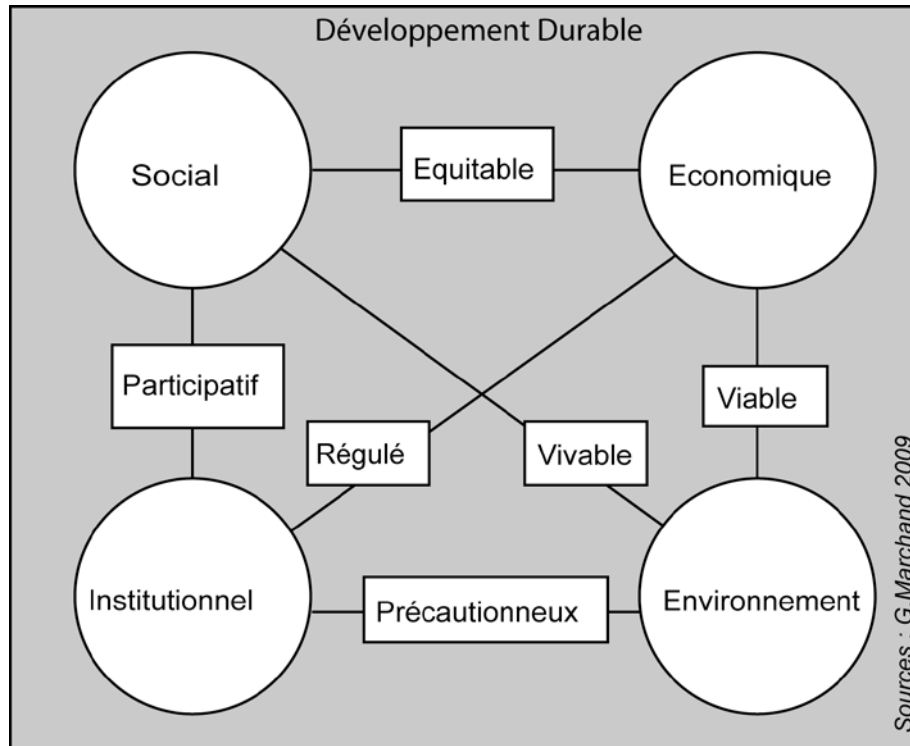 Développement Durable
Social
Equitable
Economique
Participatif
Régulé
Vivable
Viable
Institutionnel
Précautionneux
Environnement
Sources : G Marchand 2009